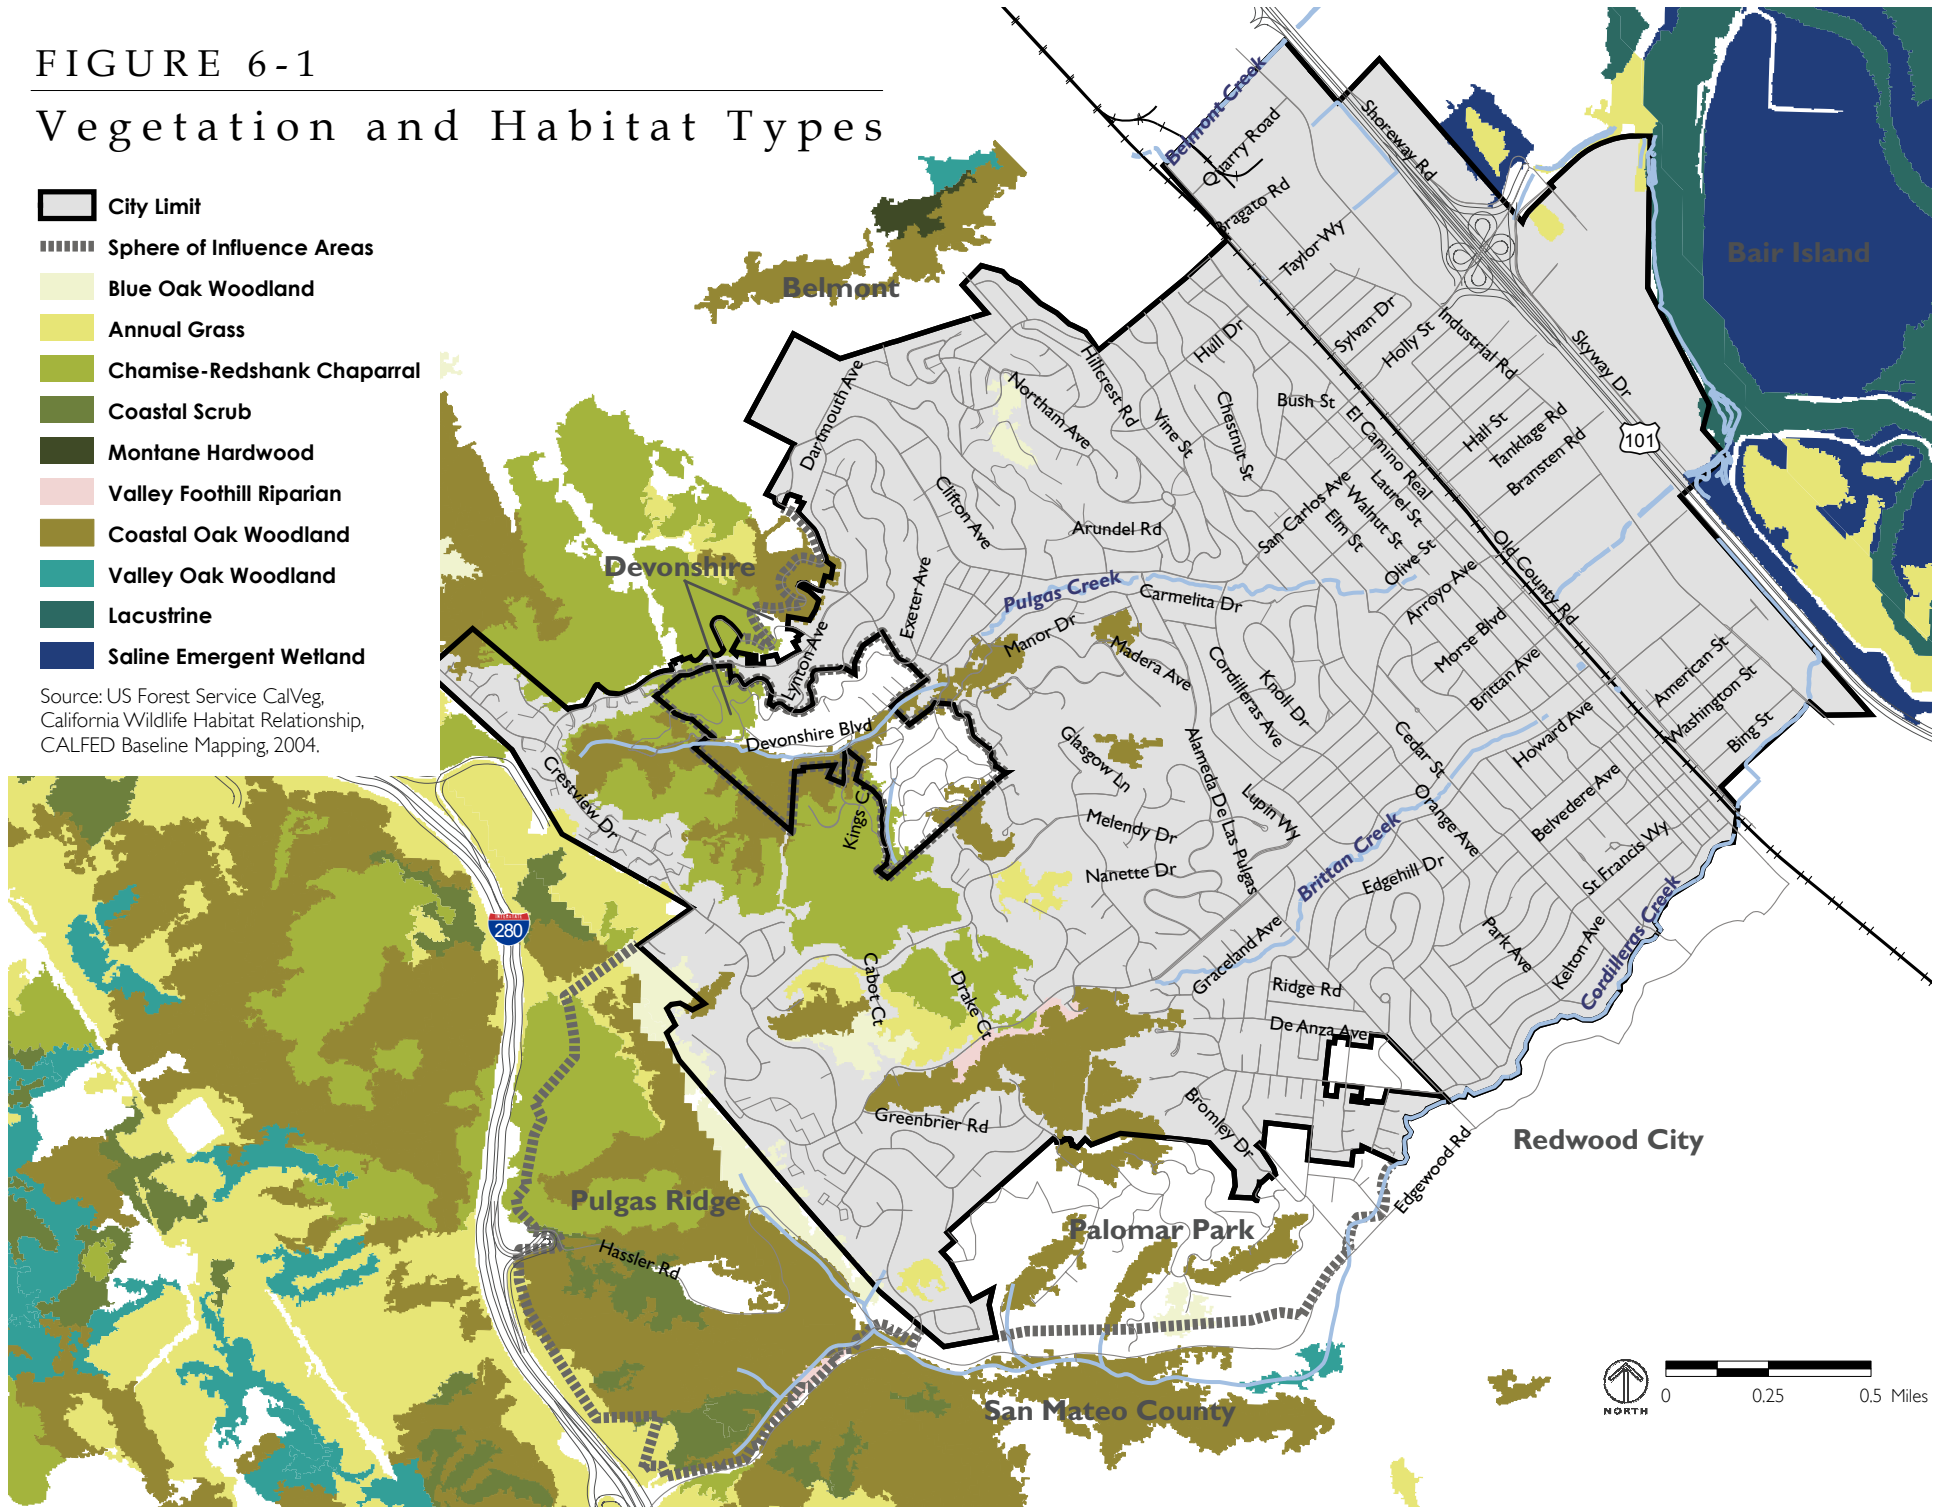 FIGURE 6-1
Vegetation and Habitat Types
City Limit
Sphere of Influence Areas
Blue Oak Woodland
Annual Grass
Chamise-Redshank Chaparral
Coastal Scrub
Montane Hardwood
Valley Foothill Riparian
Coastal Oak Woodland
Valley Oak Woodland
Lacustrine
Saline Emergent Wetland
Source: US Forest Service CalVeg,
California Wildlife Habitat Relationship,
CALFED Baseline Mapping, 2004.
Belmont Creek
Quarry Road
Bragato Rd
Taylor Wy
Shoreway Rd
Bair Island
Belmont
Sylvan Dr
Holly St
Industrial Rd
Skyway Dr
Hull Dr
Hillcrest Rd
Northam Ave
Dartmouth Ave
Vine St
Chestnut St
Bush St
El Camino Real
Hall St
Tanklage Rd
Bransten Rd
101
Clifton Ave
Arundel Rd
San Carlos Ave
Laurel St
Walnut St
Elm St
Olive St
Old County Rd
Devonshire
Exeter Ave
Pulgas Creek
Carmelita Dr
Arroyo Ave
Manor Dr
Madera Ave
Lynton Ave
Morse Blvd
Brittan Ave
American St
Washington St
Bing St
Cordilleras Ave
Knoll Dr
Howard Ave
Cedar St
Devonshire Blvd
Glasgow Ln
Alameda De Las Pulgas
Crestview Dr
Kings Ct
Lupin Wy
Orange Ave
Belvedere Ave
Melendy Dr
Brittan Creek
St Francis Wy
Nanette Dr
Edgehill Dr
INTERSTATE
280
Graceland Ave
Park Ave
Kelton Ave
Cordilleras Creek
Cabot Ct
Drake Ct
Ridge Rd
De Anza Ave
Greenbrier Rd
Bromley Dr
Redwood City
Edgewood Rd
Pulgas Ridge
Hassler Rd
Palomar Park
San Mateo County
NORTH
0 0.25 0.5 Miles